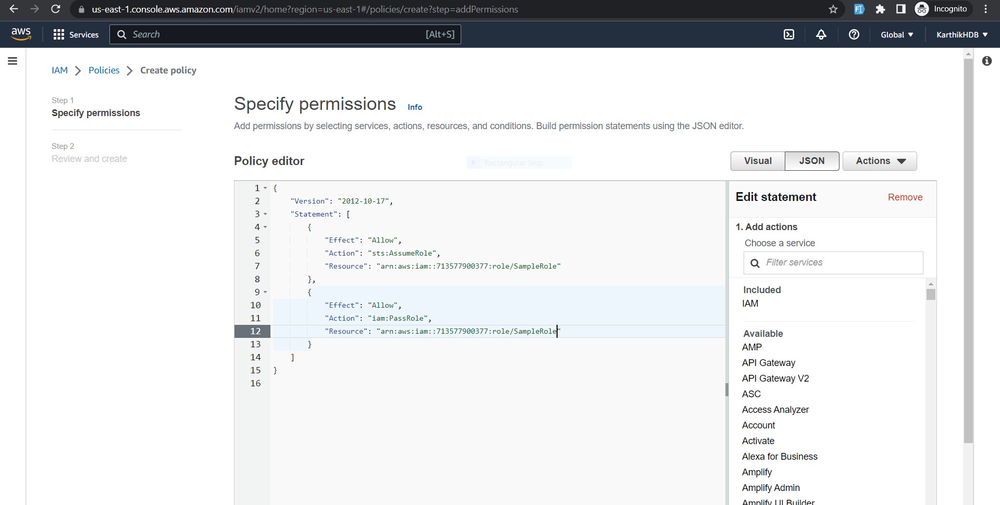 us-east-1.console.aws.amazon.com/iamv2/home?region=us-east-1#/policies/create?step=addPermissions
Incognito
aws
Services
Search
[Alt+S]
Global
KarthikHDB
IAM
Policies
Create policy
Step 1
Specify permissions
Step 2
Review and create
Specify permissions
Info
Add permissions by selecting services, actions, resources, and conditions. Build permission statements using the JSON editor.
Policy editor
Rectangular Snip
Visual
JSON
Actions
1 {
2 "Version": "2012-10-17",
3 "Statement": [
4 {
5 "Effect": "Allow",
6 "Action": "sts:AssumeRole",
7 "Resource": "arn:aws:iam::713577900377:role/SampleRole"
8 },
9 {
10 "Effect": "Allow",
11 "Action": "iam:PassRole",
12 "Resource": "arn:aws:iam::713577900377:role/SampleRole"
13 }
14 ]
15 }
16
Edit statement
Remove
1. Add actions
Choose a service
Filter services
Included
IAM
Available
AMP
API Gateway
API Gateway V2
ASC
Access Analyzer
Account
Activate
Alexa for Business
Amplify
Amplify Admin
Amplify UI Builder